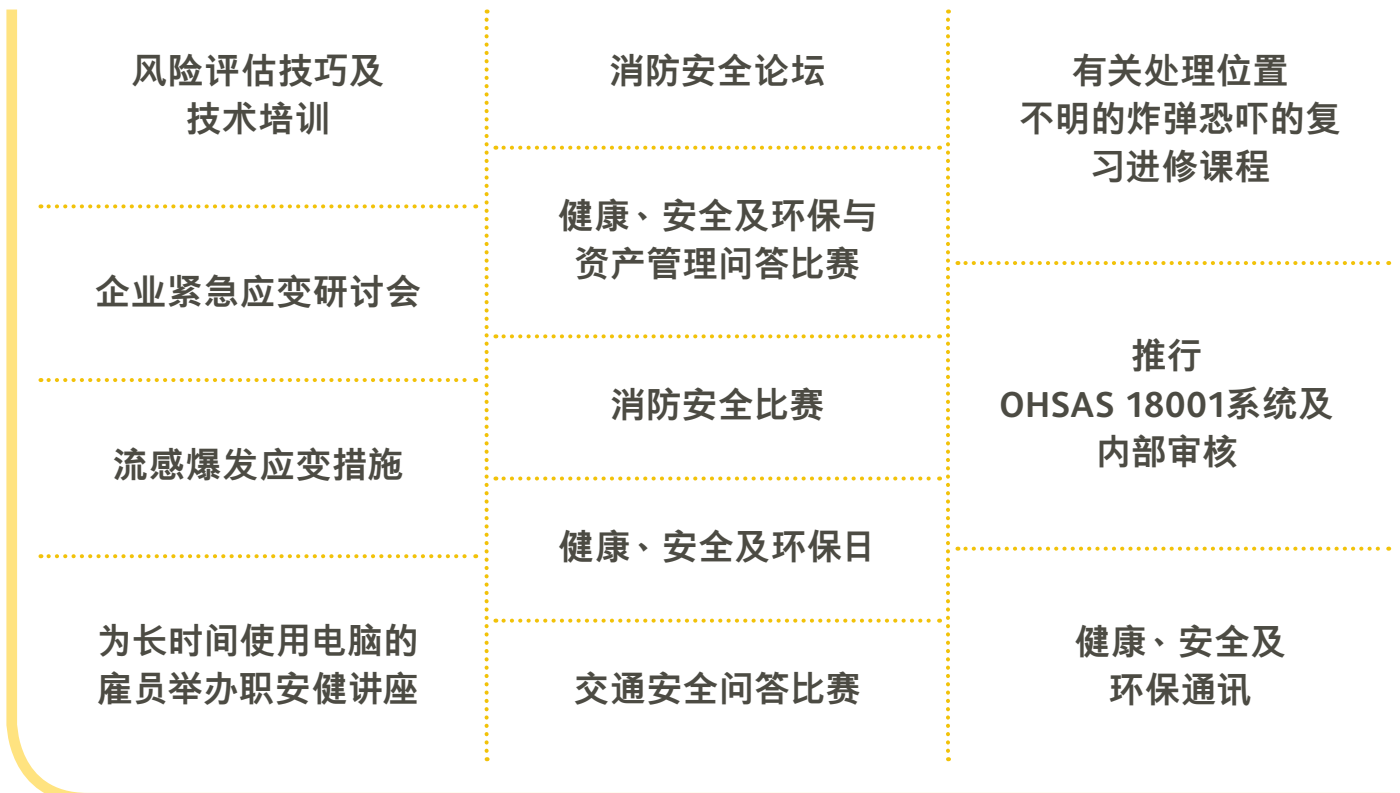 风险评估技巧及
技术培训
企业紧急应变研讨会
流感爆发应变措施
为长时间使用电脑的
雇员举办职安健讲座
消防安全论坛
健康、安全及环保与
资产管理问答比赛
消防安全比赛
健康、安全及环保日
交通安全问答比赛
有关处理位置
不明的炸弹恐吓的复
习进修课程
推行
OHSAS 18001系统及
内部审核
健康、安全及
环保通讯